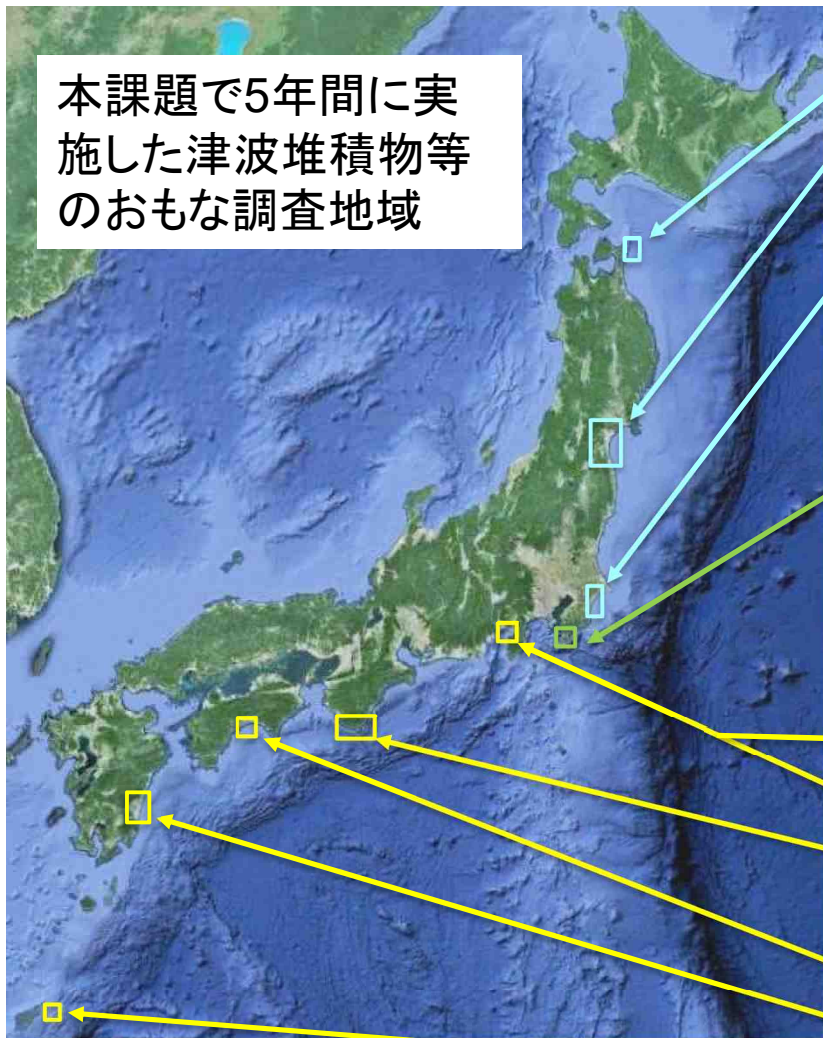 本課題で5年間に実
施した津波堆積物等
のおもな調査地域